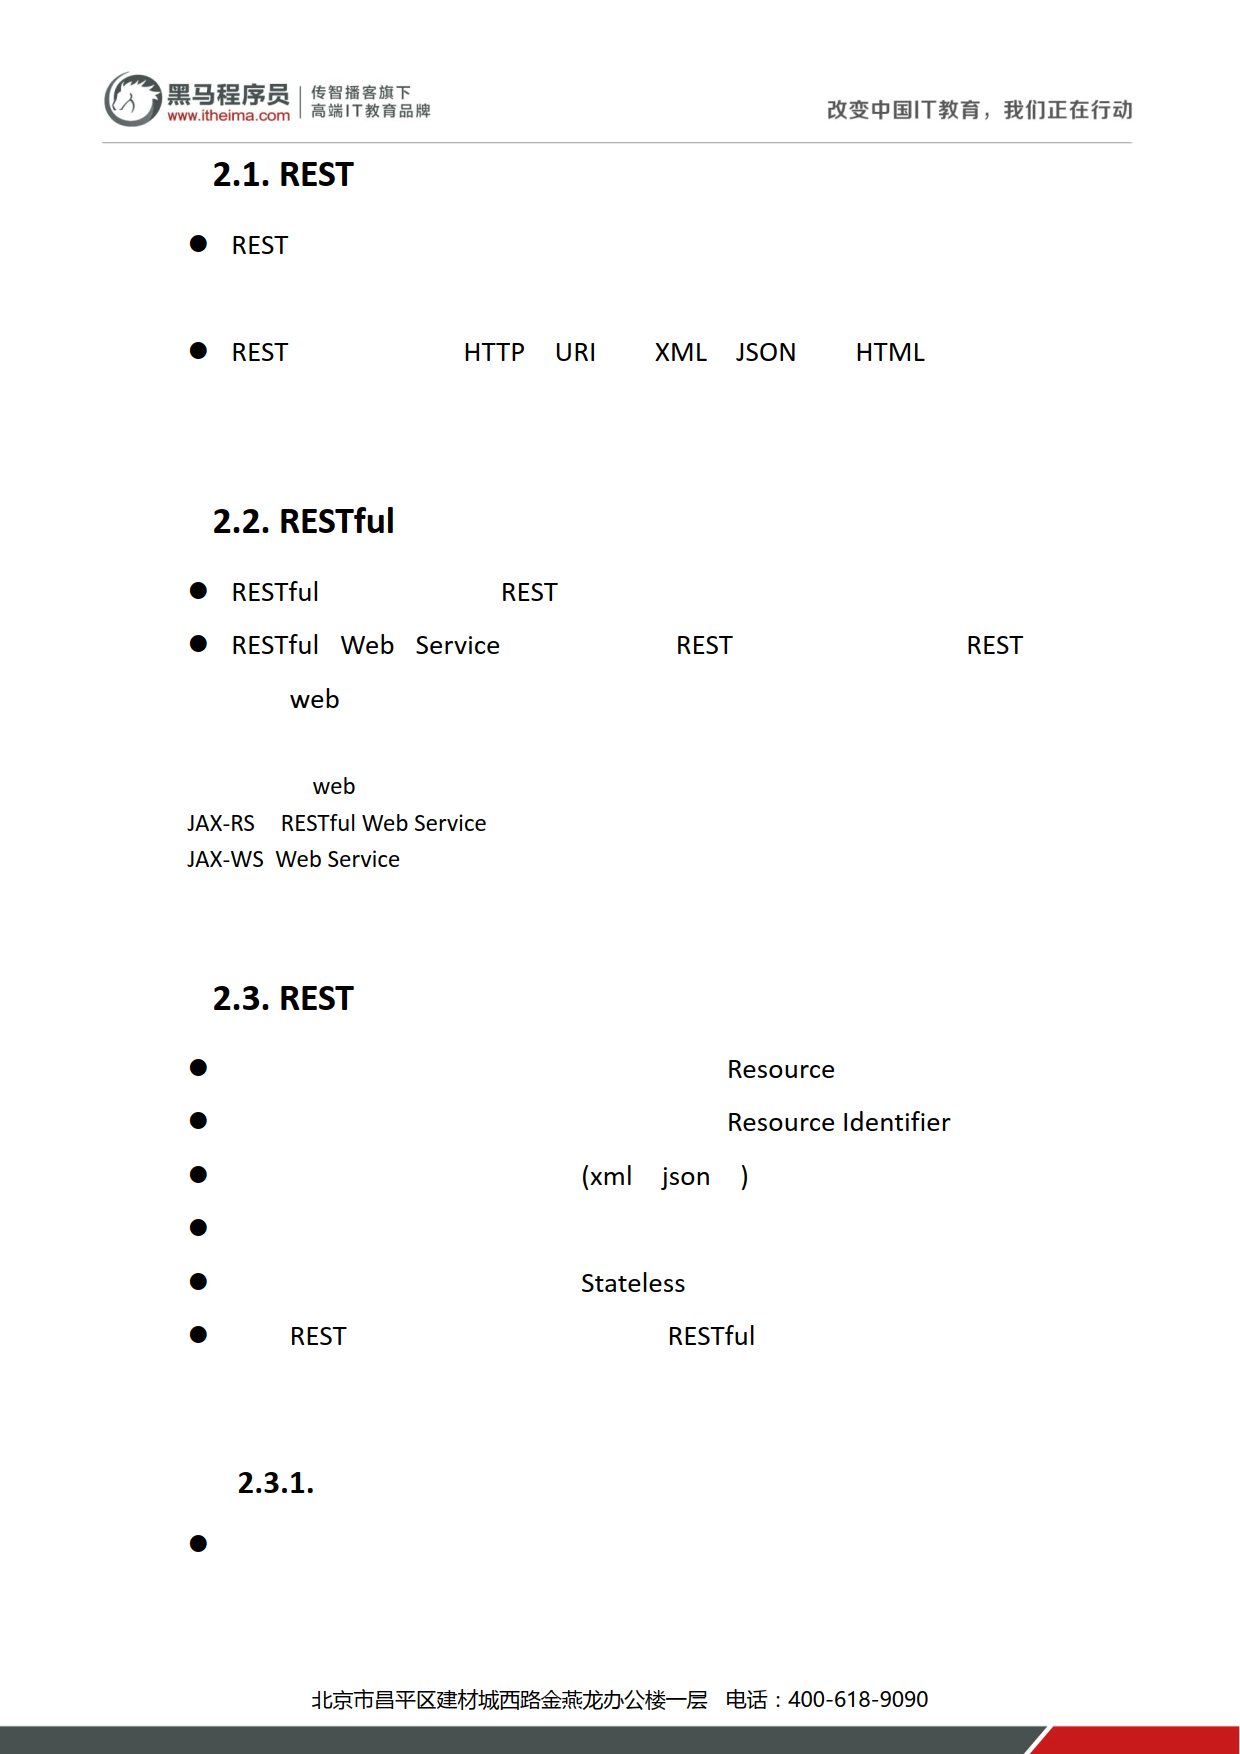 黑马程序员 传智播客旗下
www.itheima.com 高端IT教育品牌
改变中国IT教育，我们正在行动
2.1. REST
● REST
● REST HTTP URI XML JSON HTML
2.2. RESTful
● RESTful REST
● RESTful Web Service REST REST
web
web
JAX-RS RESTful Web Service
JAX-WS Web Service
2.3. REST
● Resource
● Resource Identifier
● (xml json )
●
● Stateless
● REST RESTful
2.3.1.
●
北京市昌平区建材城西路金燕龙办公楼一层 电话：400-618-9090